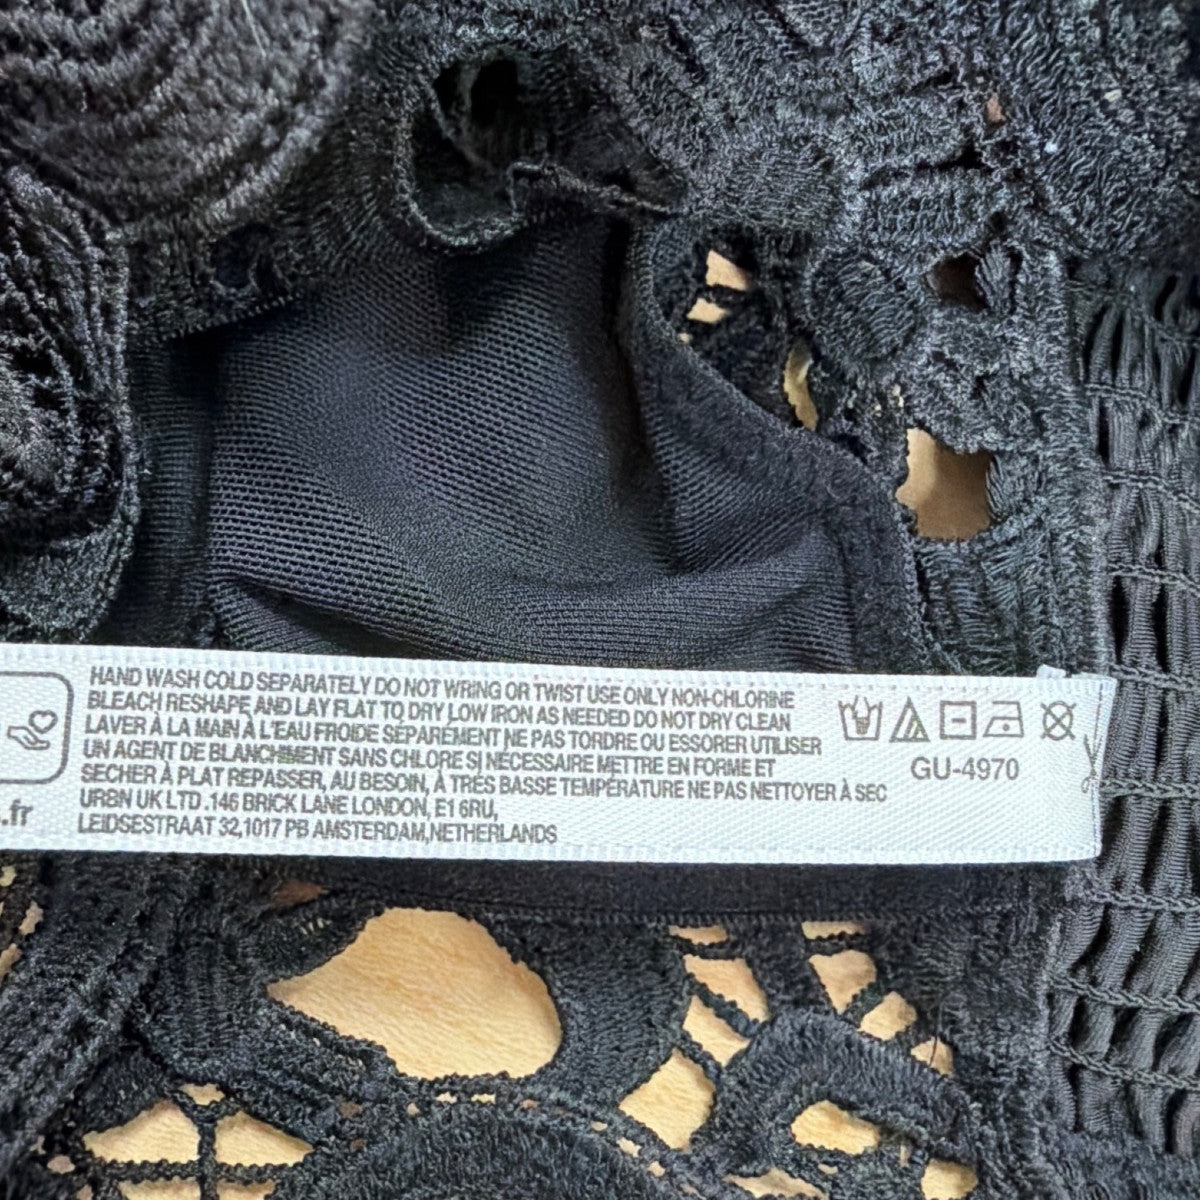 HAND WASH COLD SEPARATELY DO NOT WRING OR TWIST USE ONLY NON-CHLORINE
BLEACH RESHAPE AND LAY FLAT TO DRY LOW IRON AS NEEDED DO NOT DRY CLEAN
LAVER À LA MAIN À L'EAU FROIDE SÉPARÉMENT NE PAS TORDRE OU ESSORER UTILISER
UN AGENT DE BLANCHIMENT SANS CHLORE SI NÉCESSAIRE METTRE EN FORME ET
SÉCHER À PLAT REPASSER, AU BESOIN, À TRÈS BASSE TEMPÉRATURE NE PAS NETTOYER À SEC
URBN UK LTD .146 BRICK LANE LONDON, E1 6RU,
LEIDSESTRAAT 32,1017 PB AMSTERDAM,NETHERLANDS
GU-4970
.fr